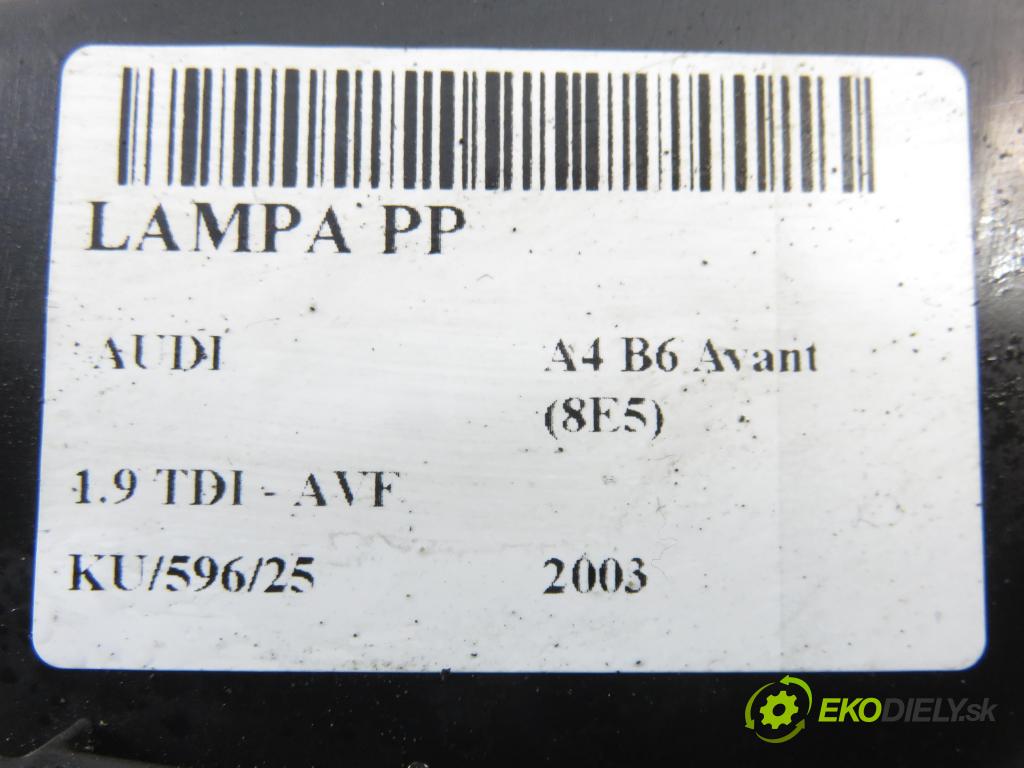 LAMPA PP
AUDI
A4 B6 Avant
(8E5)
1.9 TDI - AVF
KU/596/25
2003
EKODIELY.sk